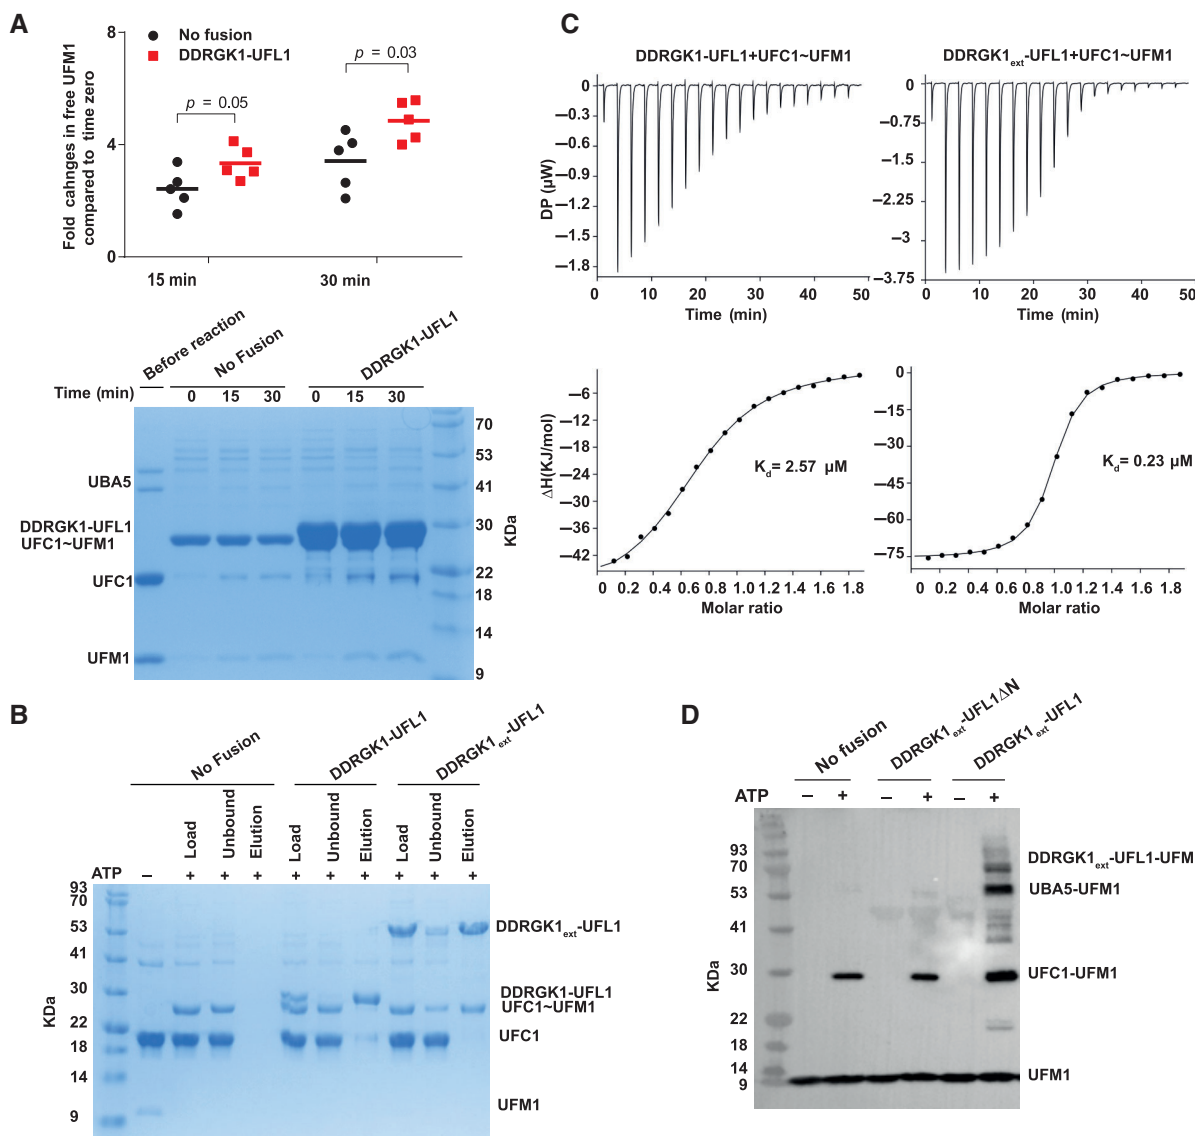 A
8
4
0
Fold cahnges in free UFM1
compared to time zero
No fusion
DDRGK1-UFL1
p = 0.05
p = 0.03
15 min
30 min
Before reaction
No Fusion
DDRGK1-UFL1
Time (min)
0 15 30 0 15 30
UBA5
DDRGK1-UFL1
UFC1~UFM1
UFC1
UFM1
70
53
41
30
22
18
14
9
KDa
B
No Fusion
DDRGK1-UFL1
DDRGK1ext-UFL1
Load Unbound Elution Load Unbound Elution Load Unbound Elution
ATP – + + + + + + + + +
93
70
53
41
30
22
18
14
9
KDa
DDRGK1ext-UFL1
DDRGK1-UFL1
UFC1~UFM1
UFC1
UFM1
C
DDRGK1-UFL1+UFC1~UFM1
0
–0.3
–0.6
–0.9
–1.2
–1.5
–1.8
DP (µW)
0 10 20 30 40 50
Time (min)
DDRGK1ext-UFL1+UFC1~UFM1
0
–0.75
–1.5
–2.25
–3
–3.75
0 10 20 30 40 50
Time (min)
–6
–12
–18
–24
–30
–36
–42
ΔH(KJ/mol)
Kd= 2.57 µM
0 0.2 0.4 0.6 0.8 1.0 1.2 1.4 1.6 1.8
Molar ratio
0
–15
–30
–45
–60
–75
Kd= 0.23 µM
0 0.2 0.4 0.6 0.8 1.0 1.2 1.4 1.6 1.8
Molar ratio
D
No fusion
DDRGK1ext-UFL1ΔN
DDRGK1ext-UFL1
ATP – + – + – +
93
70
53
41
30
22
18
14
9
KDa
DDRGK1ext-UFL1-UFM
UBA5-UFM1
UFC1-UFM1
UFM1